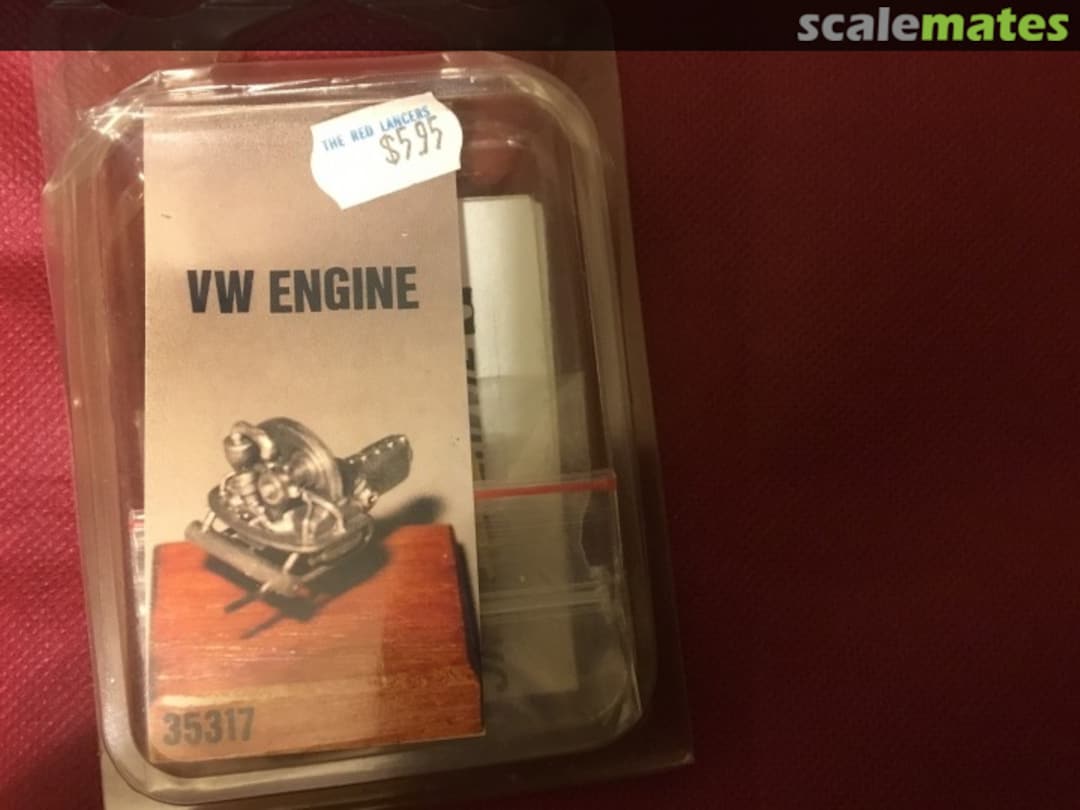 scalemates
THE RED LANCERS
$5.95
VW ENGINE
35317